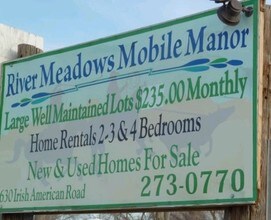 River Meadows Mobile Manor
Large Well Maintained Lots $235.00 Monthly
Home Rentals 2-3 & 4 Bedrooms
New & Used Homes For Sale
630 Irish American Road 273-0770